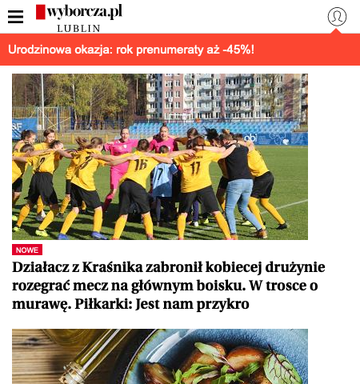 wyborcza.pl
LUBLIN
Urodzinowa okazja: rok prenumeraty aż -45%!
16
17
NOWE
Działacz z Kraśnika zabronił kobiecej drużynie
rozegrać mecz na głównym boisku. W trosce o
murawę. Piłkarki: Jest nam przykro